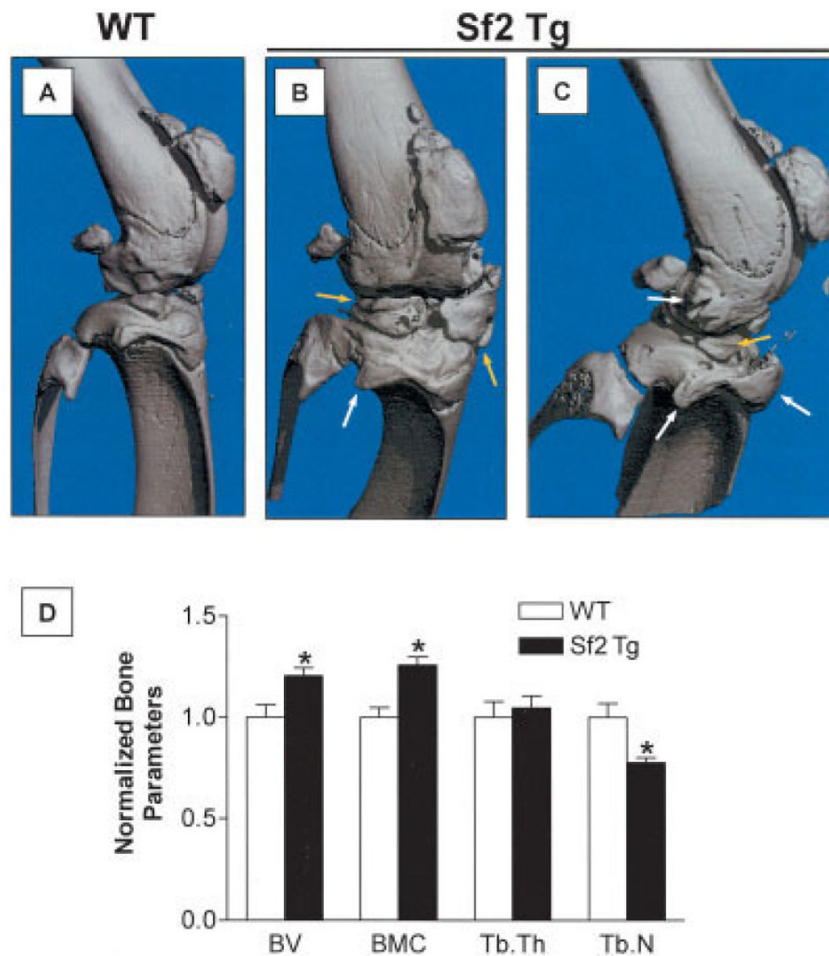 WT
Sf2 Tg
A
B
C
D
Normalized Bone
Parameters
1.5
1.0
0.5
0.0
WT
Sf2 Tg
*
*
*
BV
BMC
Tb.Th
Tb.N